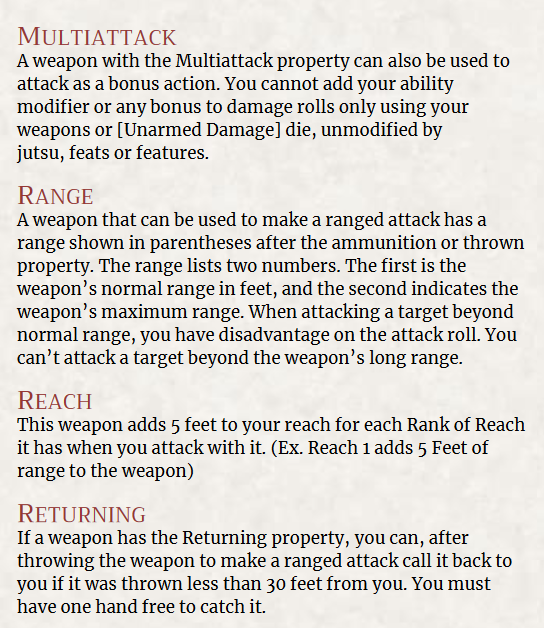 MULTIATTACK
A weapon with the Multiattack property can also be used to
attack as a bonus action. You cannot add your ability
modifier or any bonus to damage rolls only using your
weapons or [Unarmed Damage] die, unmodified by
jutsu, feats or features.
RANGE
A weapon that can be used to make a ranged attack has a
range shown in parentheses after the ammunition or thrown
property. The range lists two numbers. The first is the
weapon's normal range in feet, and the second indicates the
weapon's maximum range. When attacking a target beyond
normal range, you have disadvantage on the attack roll. You
can't attack a target beyond the weapon's long range.
REACH
This weapon adds 5 feet to your reach for each Rank of Reach
it has when you attack with it. (Ex. Reach 1 adds 5 Feet of
range to the weapon)
RETURNING
If a weapon has the Returning property, you can, after
throwing the weapon to make a ranged attack call it back to
you if it was thrown less than 30 feet from you. You must
have one hand free to catch it.